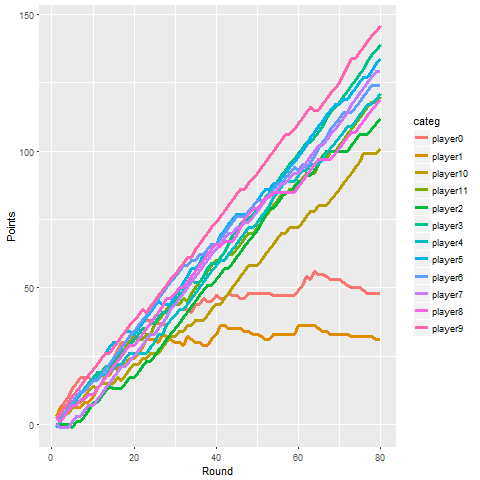 150
100
50
0
Points
0
20
40
60
80
Round
categ
player0
player1
player10
player11
player2
player3
player4
player5
player6
player7
player8
player9